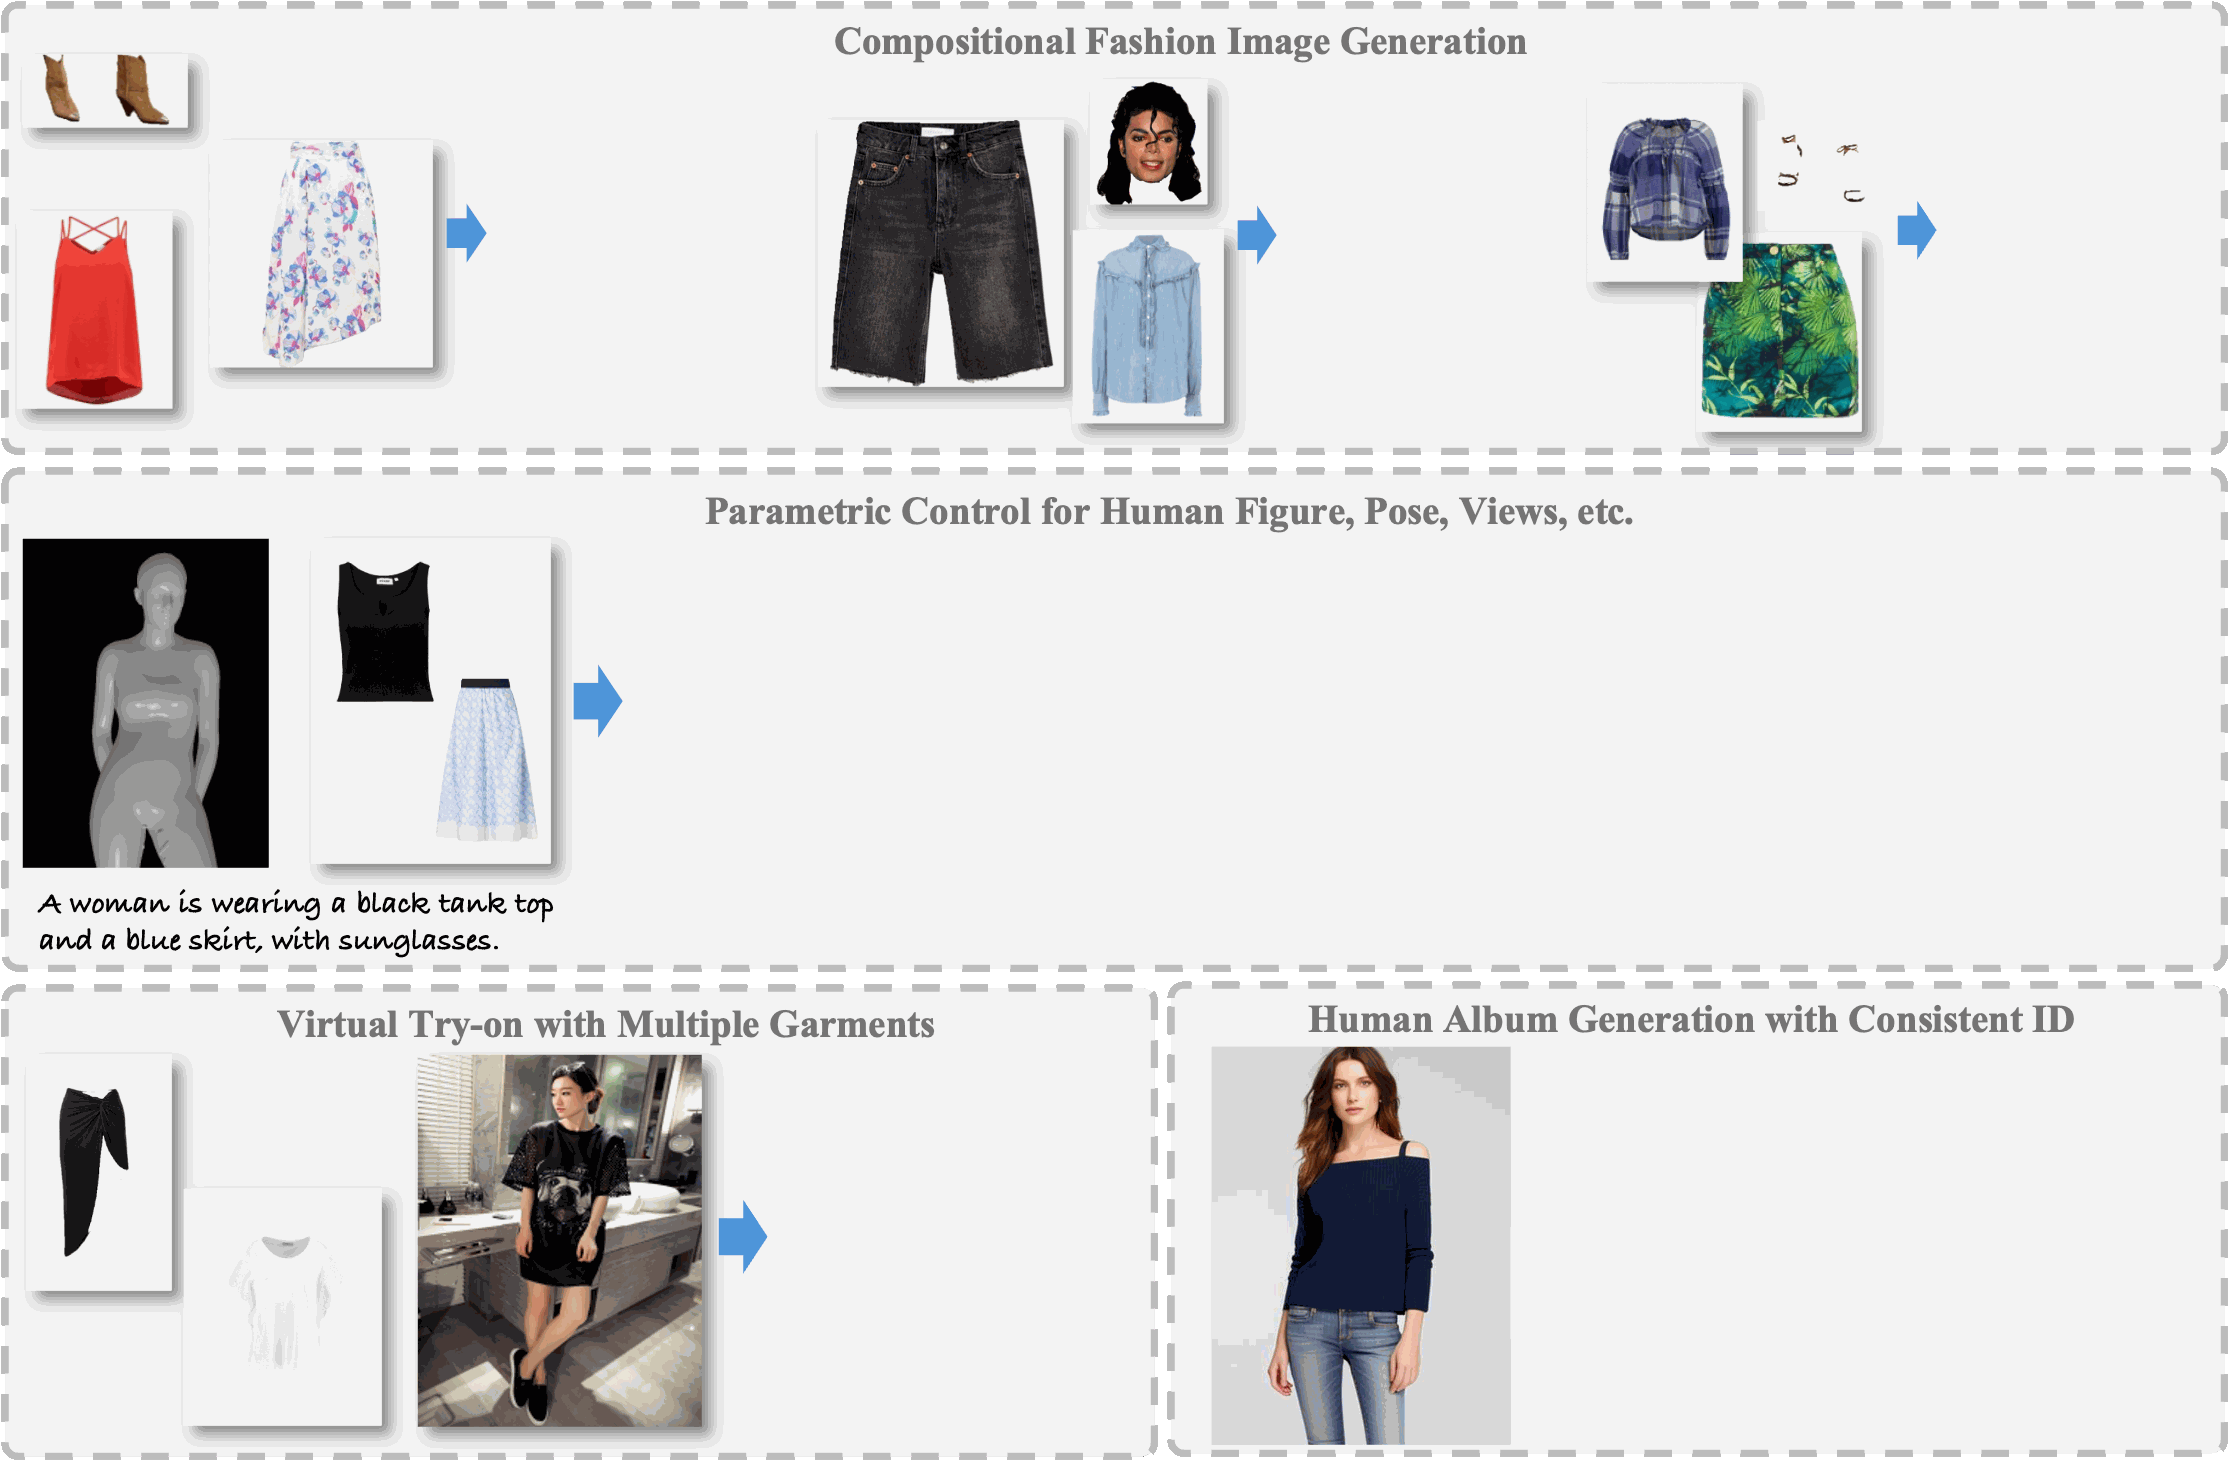 Compositional Fashion Image Generation
Parametric Control for Human Figure, Pose, Views, etc.
A woman is wearing a black tank top
and a blue skirt, with sunglasses.
Virtual Try-on with Multiple Garments
Human Album Generation with Consistent ID